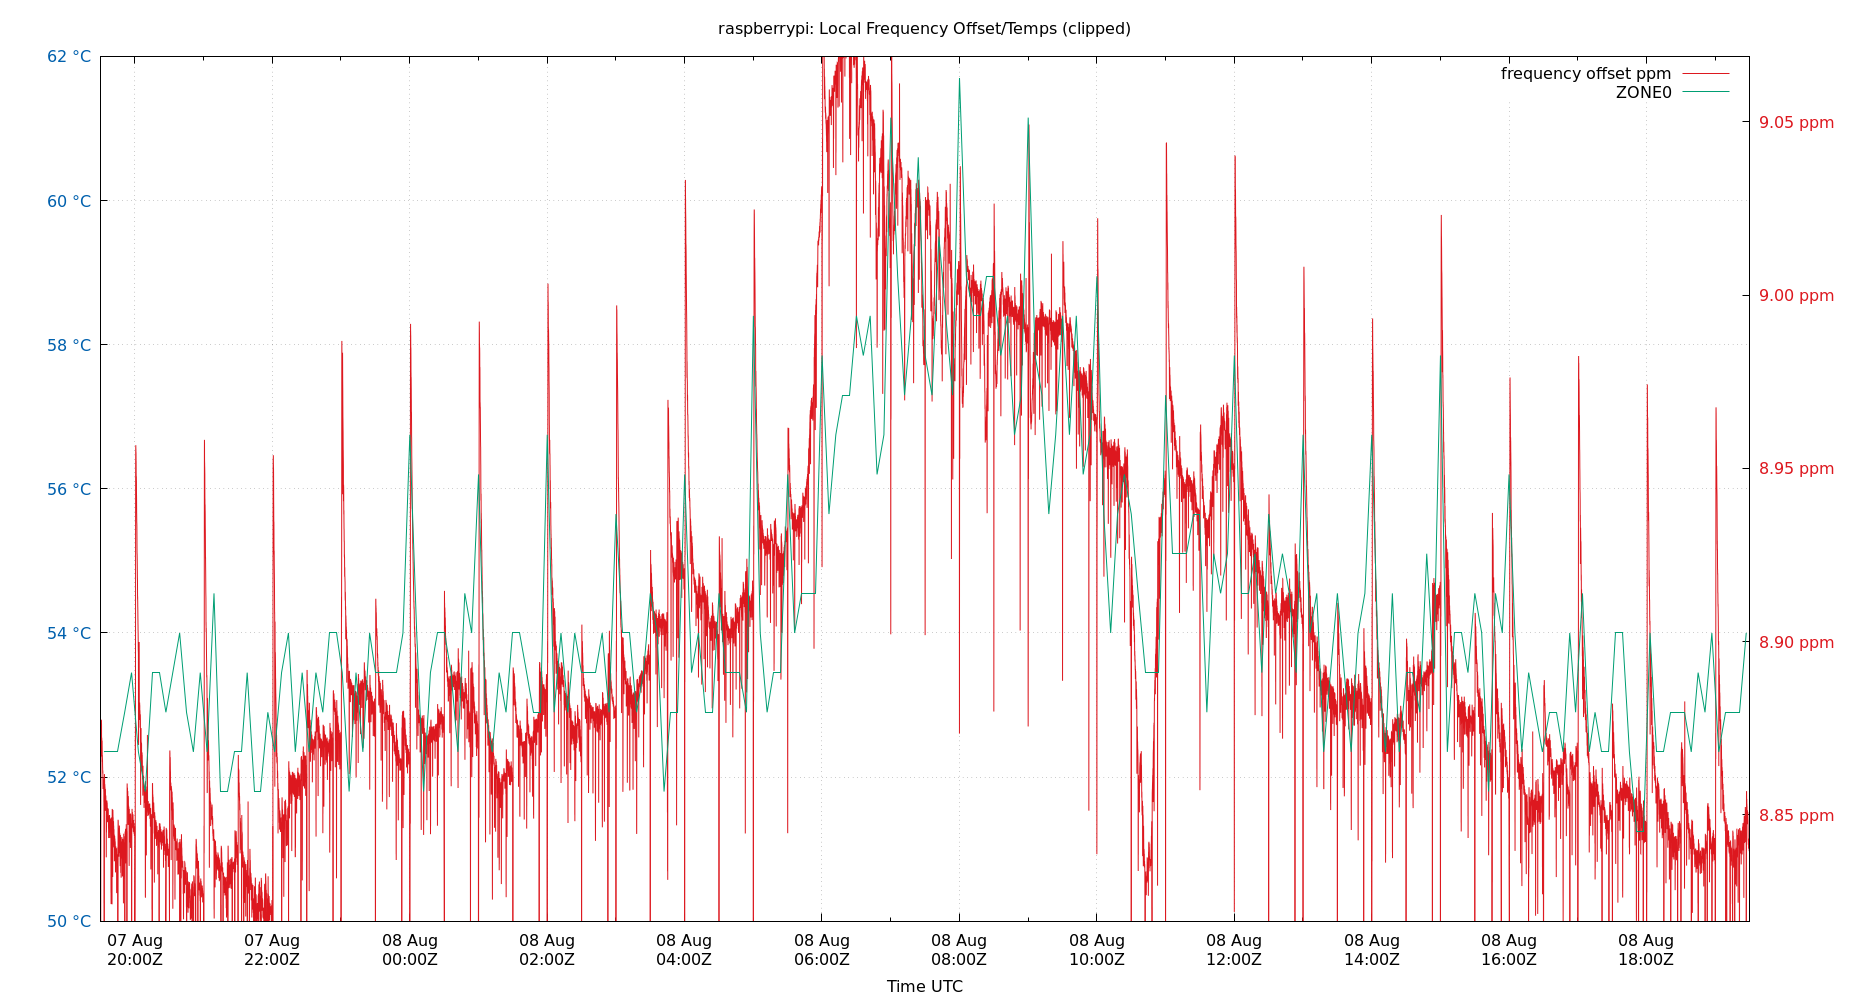 raspberrypi: Local Frequency Offset/Temps (clipped)
62 °C
60 °C
58 °C
56 °C
54 °C
52 °C
50 °C
frequency offset ppm
ZONE0
9.05 ppm
9.00 ppm
8.95 ppm
8.90 ppm
8.85 ppm
07 Aug 07 Aug 08 Aug 08 Aug 08 Aug 08 Aug 08 Aug 08 Aug 08 Aug 08 Aug 08 Aug 08 Aug
20:00Z 22:00Z 00:00Z 02:00Z 04:00Z 06:00Z 08:00Z 10:00Z 12:00Z 14:00Z 16:00Z 18:00Z
Time UTC